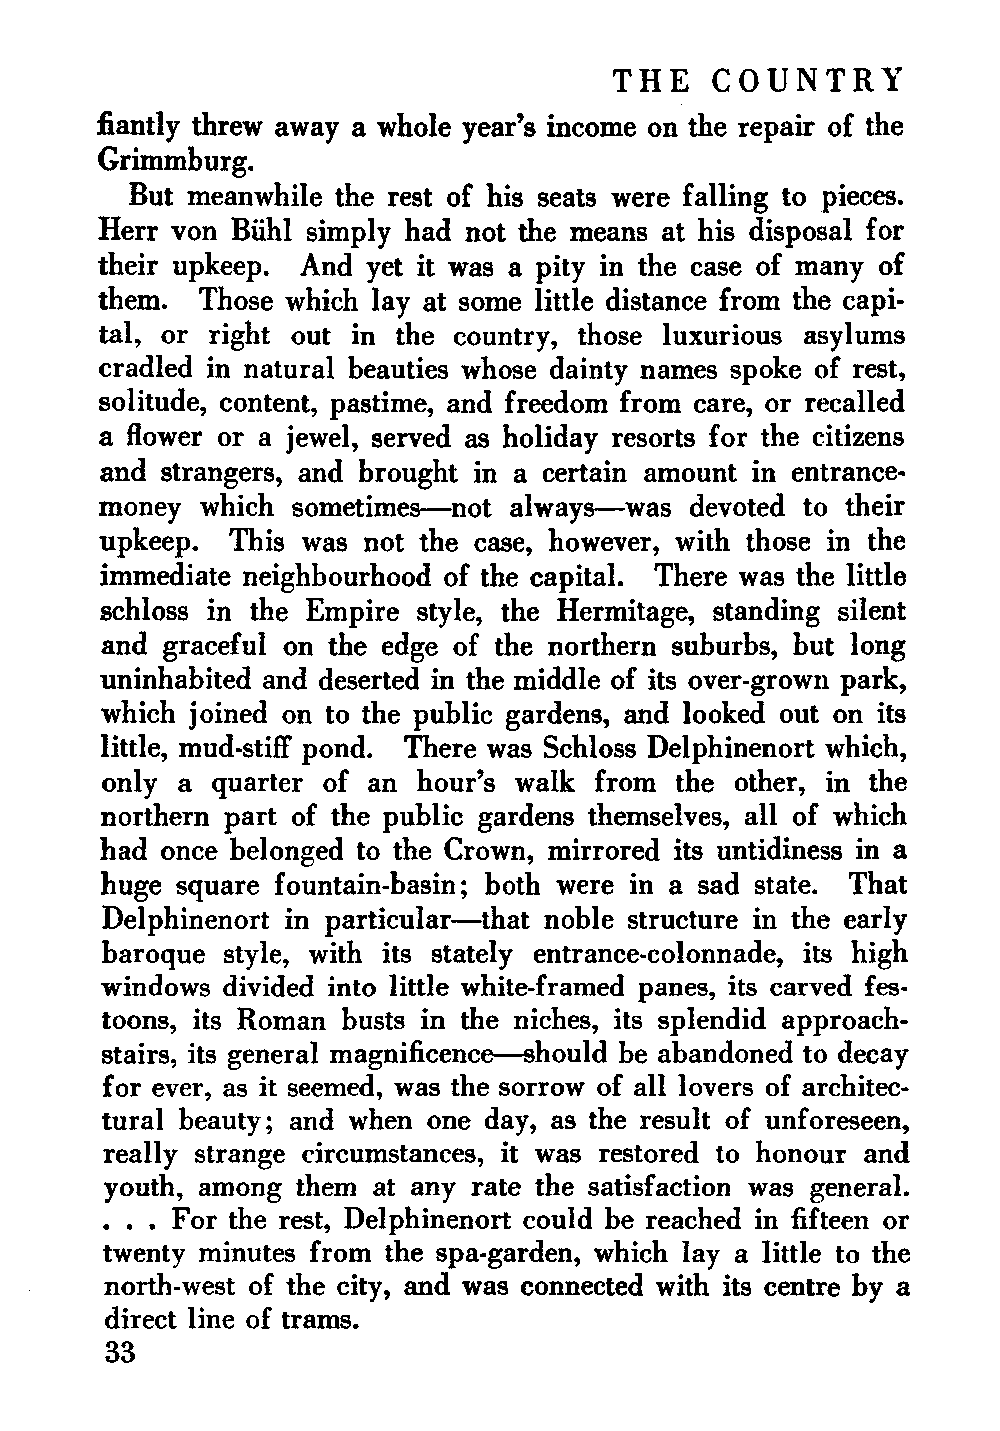 THE COUNTRY
fiantly threw away a whole year's income on the repair of the
Grimmburg.
But meanwhile the rest of his seats were falling to pieces.
Herr von Bühl simply had not the means at his disposal for
their upkeep. And yet it was a pity in the case of many of
them. Those which lay at some little distance from the capi-
tal, or right out in the country, those luxurious asylums
cradled in natural beauties whose dainty names spoke of rest,
solitude, content, pastime, and freedom from care, or recalled
a flower or a jewel, served as holiday resorts for the citizens
and strangers, and brought in a certain amount in entrance-
money which sometimes—not always—was devoted to their
upkeep. This was not the case, however, with those in the
immediate neighbourhood of the capital. There was the little
schloss in the Empire style, the Hermitage, standing silent
and graceful on the edge of the northern suburbs, but long
uninhabited and deserted in the middle of its over-grown park,
which joined on to the public gardens, and looked out on its
little, mud-stiff pond. There was Schloss Delphinenort which,
only a quarter of an hour's walk from the other, in the
northern part of the public gardens themselves, all of which
had once belonged to the Crown, mirrored its untidiness in a
huge square fountain-basin; both were in a sad state. That
Delphinenort in particular—that noble structure in the early
baroque style, with its stately entrance-colonnade, its high
windows divided into little white-framed panes, its carved fes-
toons, its Roman busts in the niches, its splendid approach-
stairs, its general magnificence—should be abandoned to decay
for ever, as it seemed, was the sorrow of all lovers of architec-
tural beauty; and when one day, as the result of unforeseen,
really strange circumstances, it was restored to honour and
youth, among them at any rate the satisfaction was general.
. . . For the rest, Delphinenort could be reached in fifteen or
twenty minutes from the spa-garden, which lay a little to the
north-west of the city, and was connected with its centre by a
direct line of trams.
33